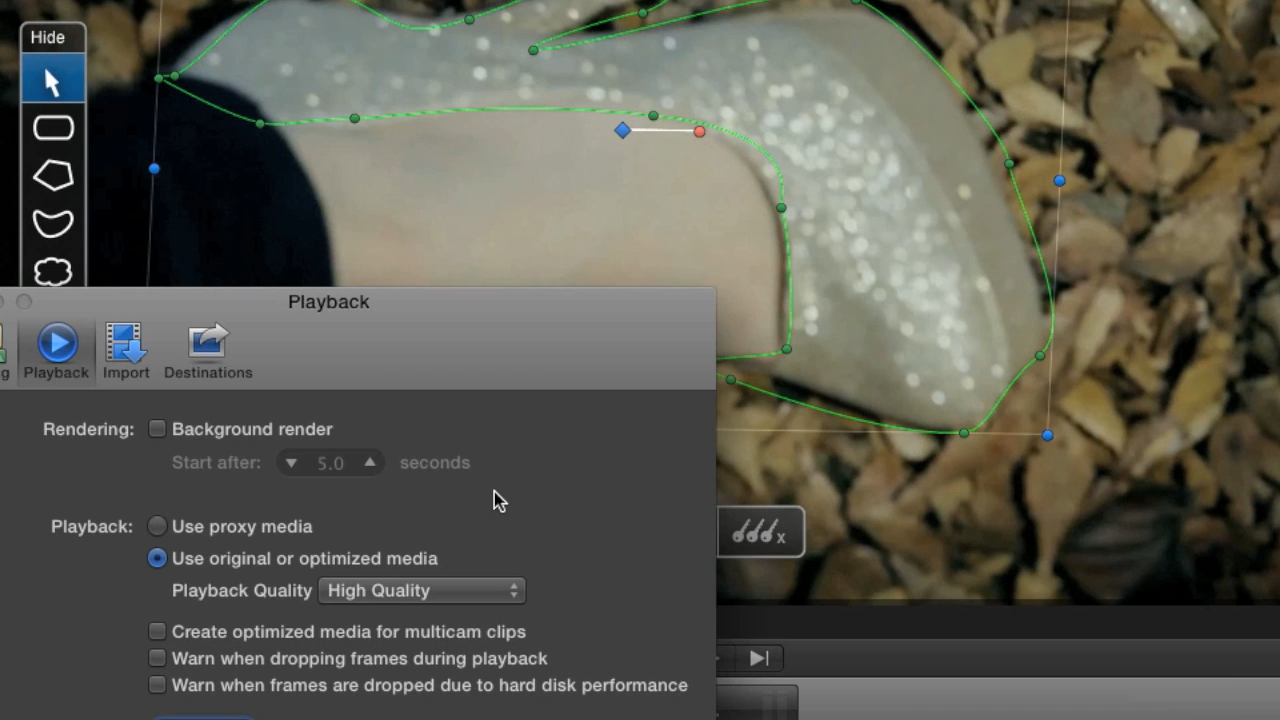 Hide
Playback
g Playback Import Destinations
Rendering: Background render
Start after: 5.0 seconds
Playback: Use proxy media
Use original or optimized media
Playback Quality High Quality
x
Create optimized media for multicam clips
Warn when dropping frames during playback
Warn when frames are dropped due to hard disk performance